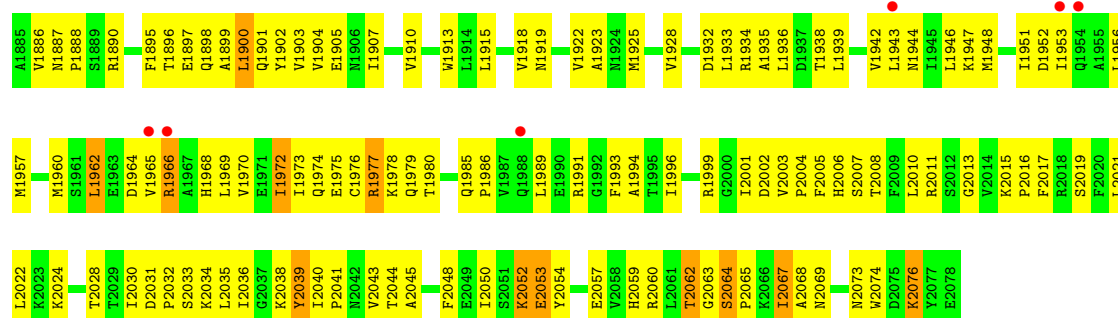 A1885 V1886 N1887 P1888 S1889 R1890 F1895 T1896 E1897 Q1898 A1899 L1900 Q1901 Y1902 V1903 V1904 E1905 N1906 I1907 V1910 W1913 L1914 L1915 V1918 N1919 V1922 A1923 N1924 M1925 V1928 D1932 L1933 R1934 A1935 L1936 D1937 T1938 L1939 V1942 L1943 N1944 I1945 L1946 K1947 M1948 I1951 D1952 I1953 Q1954 A1955 L1956
M1957 M1960 S1961 L1962 E1963 D1964 V1965 R1966 A1967 H1968 L1969 V1970 E1971 I1972 I1973 Q1974 E1975 C1976 R1977 K1978 Q1979 T1980 Q1985 P1986 V1987 Q1988 L1989 E1990 R1991 G1992 F1993 A1994 T1995 I1996 R1999 G2000 I2001 D2002 V2003 P2004 F2005 H2006 S2007 T2008 F2009 L2010 R2011 S2012 G2013 V2014 K2015 P2016 F2017 R2018 S2019 F2020 L2021
L2022 K2023 K2024 T2028 T2029 I2030 D2031 P2032 S2033 K2034 L2035 I2036 G2037 K2038 Y2039 I2040 P2041 N2042 V2043 T2044 A2045 F2048 E2049 I2050 S2051 K2052 E2053 Y2054 E2057 V2058 H2059 R2060 L2061 T2062 G2063 S2064 P2065 K2066 I2067 A2068 N2069 N2073 W2074 D2075 K2076 Y2077 E2078